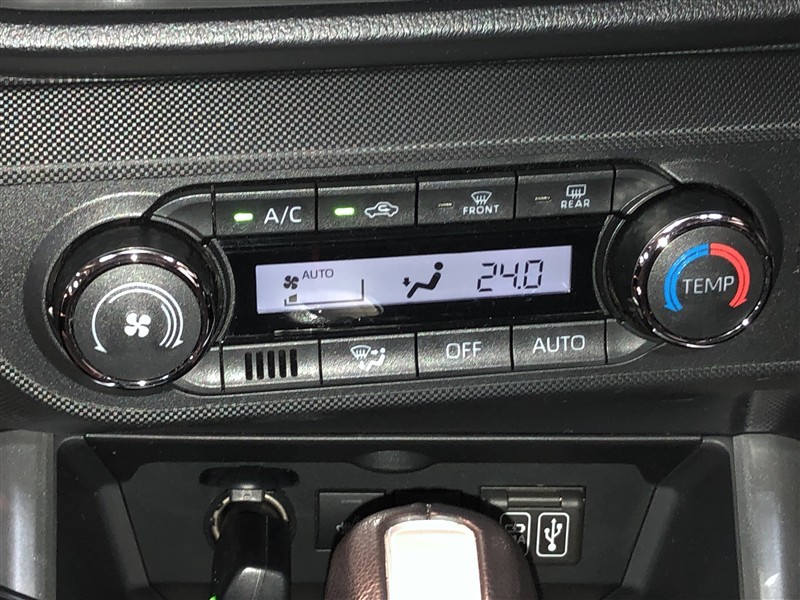 A/C
FRONT
REAR
AUTO
24.0
TEMP
OFF
AUTO